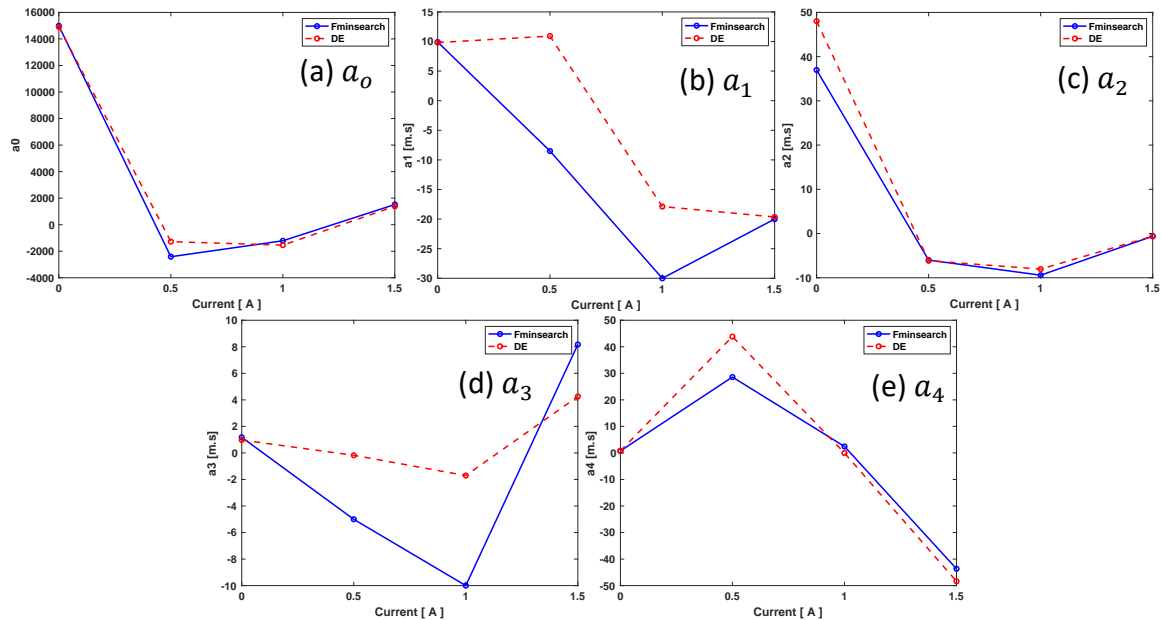 16000
14000
12000
10000
8000
6000
4000
2000
0
-2000
-4000
a0
0
0.5
1
1.5
Current [ A ]
Fminsearch
DE
(a) a_o
15
10
5
0
-5
-10
-15
-20
-25
-30
a1 [m.s]
0
0.5
1
1.5
Current [ A ]
Fminsearch
DE
(b) a_1
50
40
30
20
10
0
-10
a2 [m.s]
0
0.5
1
1.5
Current [ A ]
Fminsearch
DE
(c) a_2
10
8
6
4
2
0
-2
-4
-6
-8
-10
a3 [m.s]
0
0.5
1
1.5
Current [ A ]
Fminsearch
DE
(d) a_3
50
40
30
20
10
0
-10
-20
-30
-40
-50
a4 [m.s]
0
0.5
1
1.5
Current [ A ]
Fminsearch
DE
(e) a_4